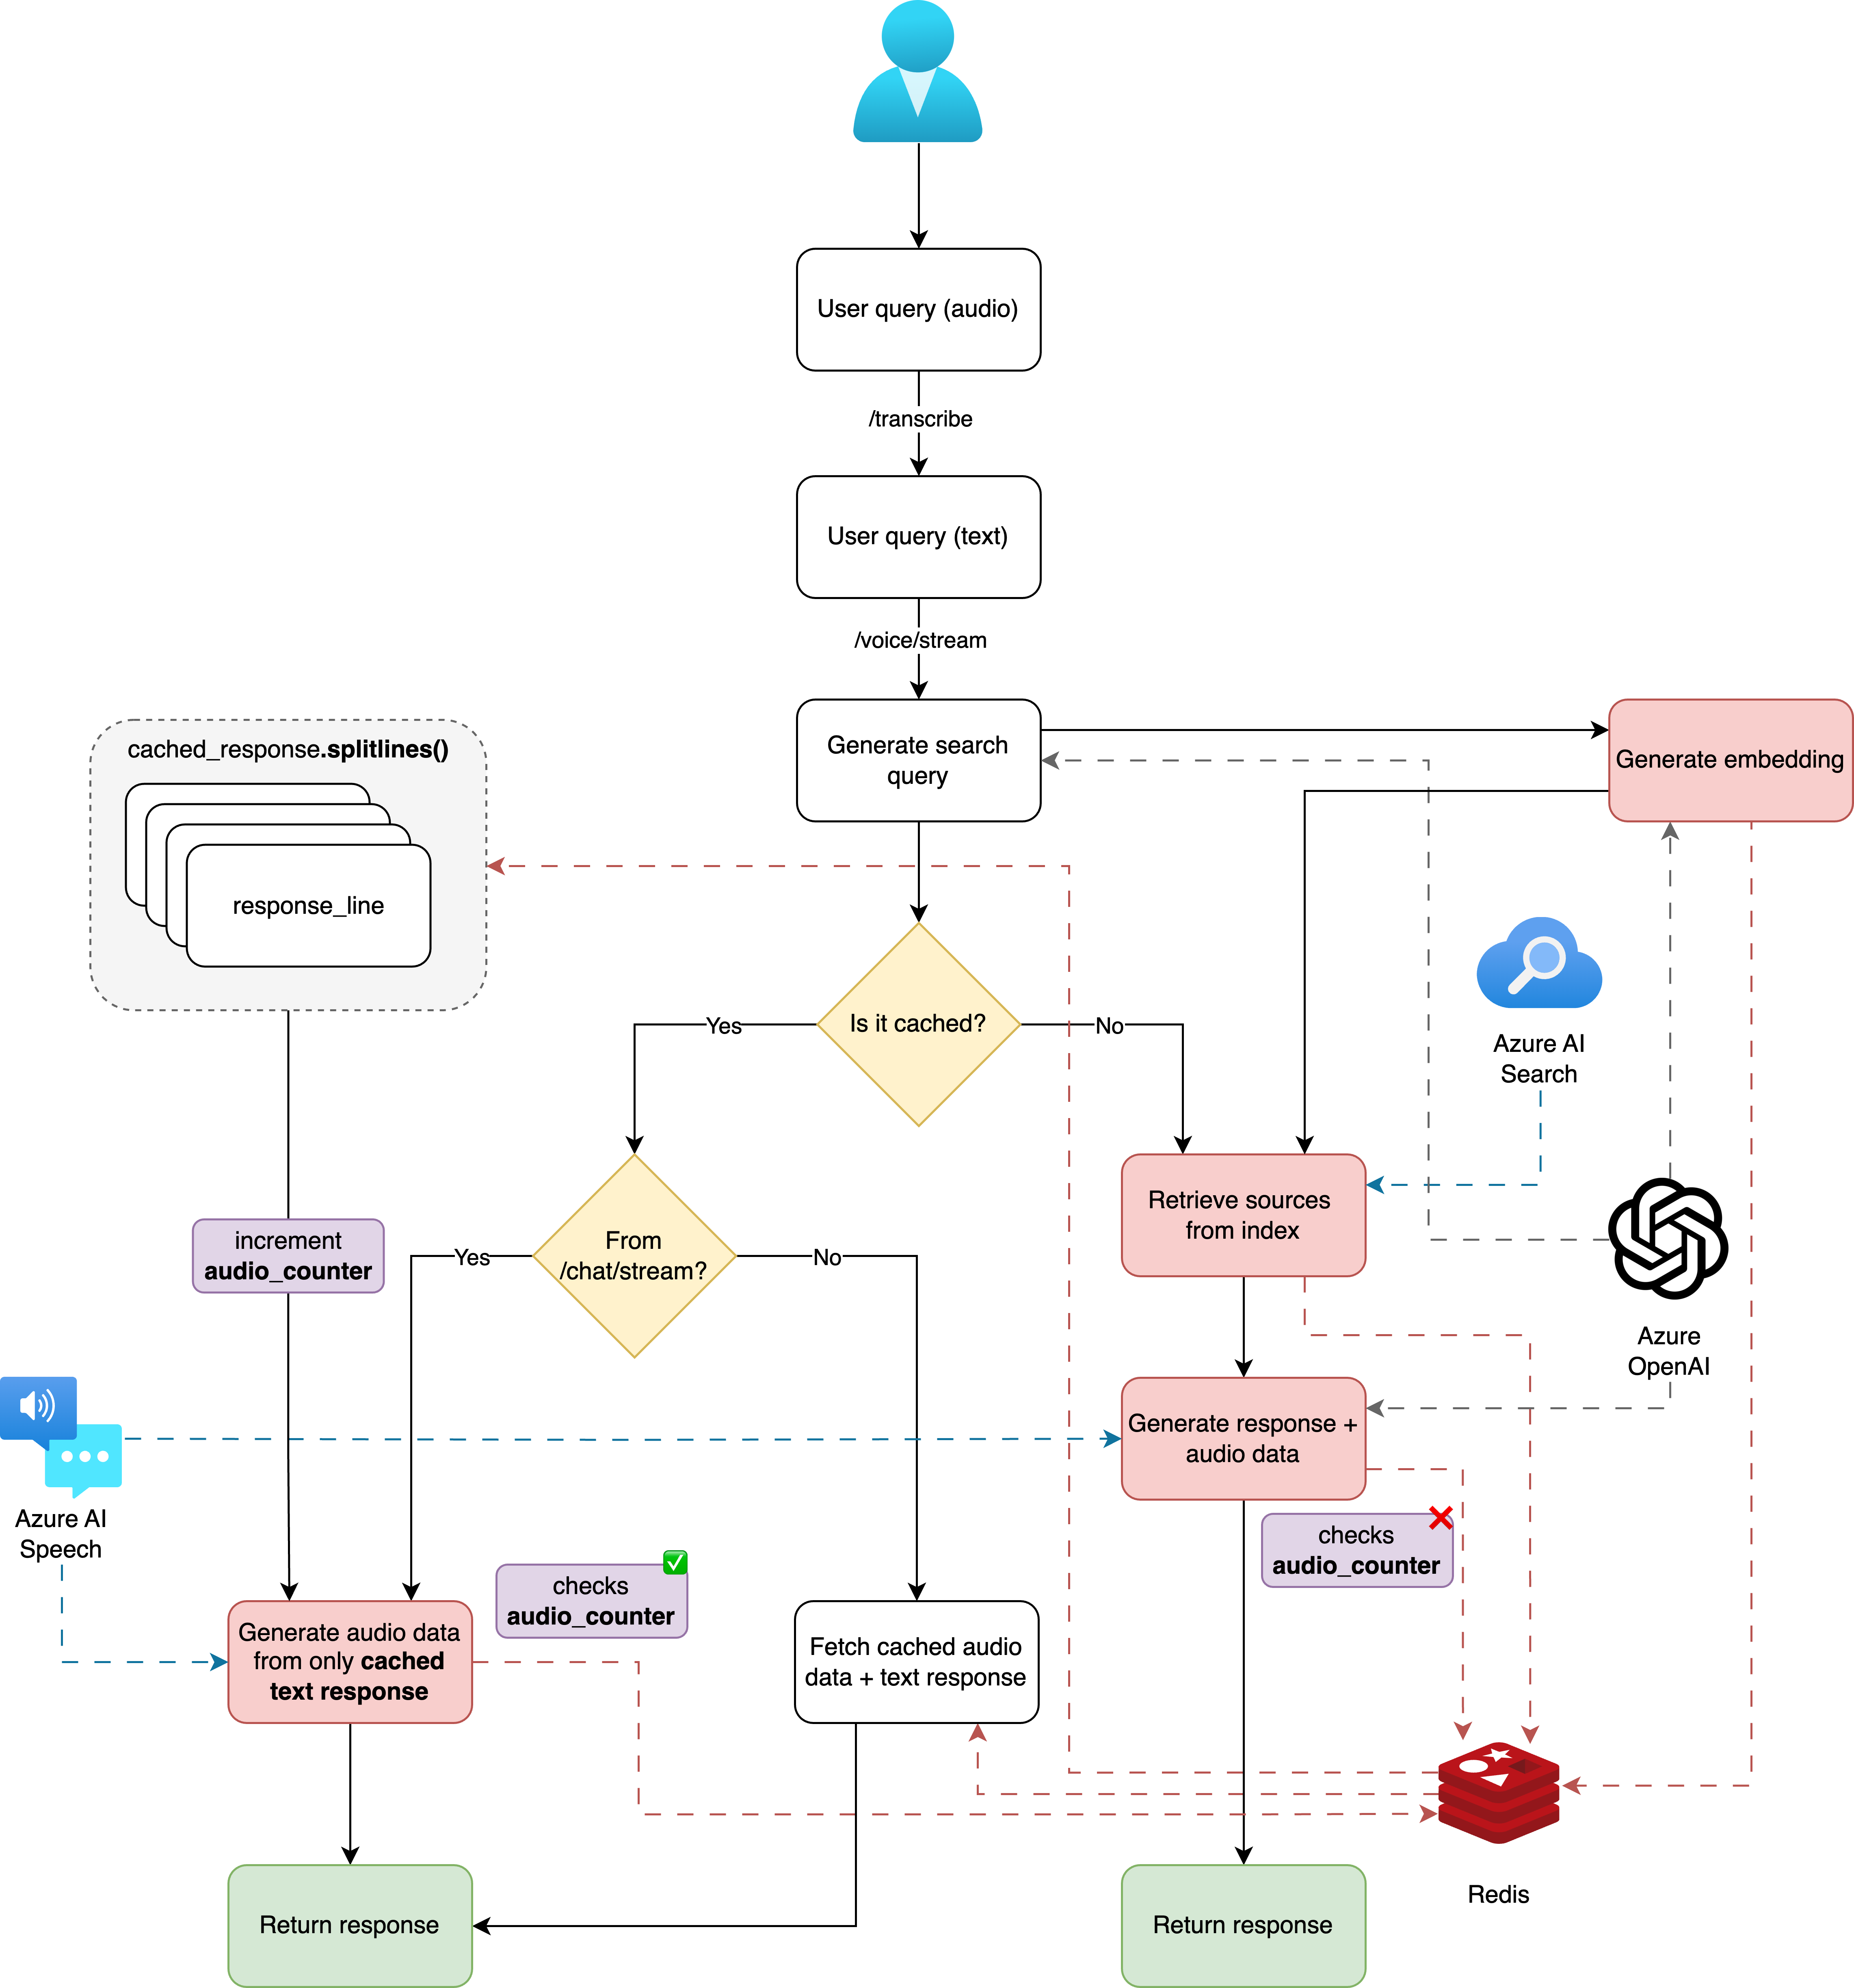 User query (audio)
/transcribe
User query (text)
/voice/stream
Generate search
query
Generate embedding
cached_response.splitlines()
response_line
Is it cached?
Yes
No
Azure AI
Search
From
/chat/stream?
Yes
No
increment
audio_counter
Retrieve sources
from index
Azure
OpenAI
Generate response +
audio data
Azure AI
Speech
checks
audio_counter
checks
audio_counter
Generate audio data
from only cached
text response
Fetch cached audio
data + text response
Redis
Return response
Return response